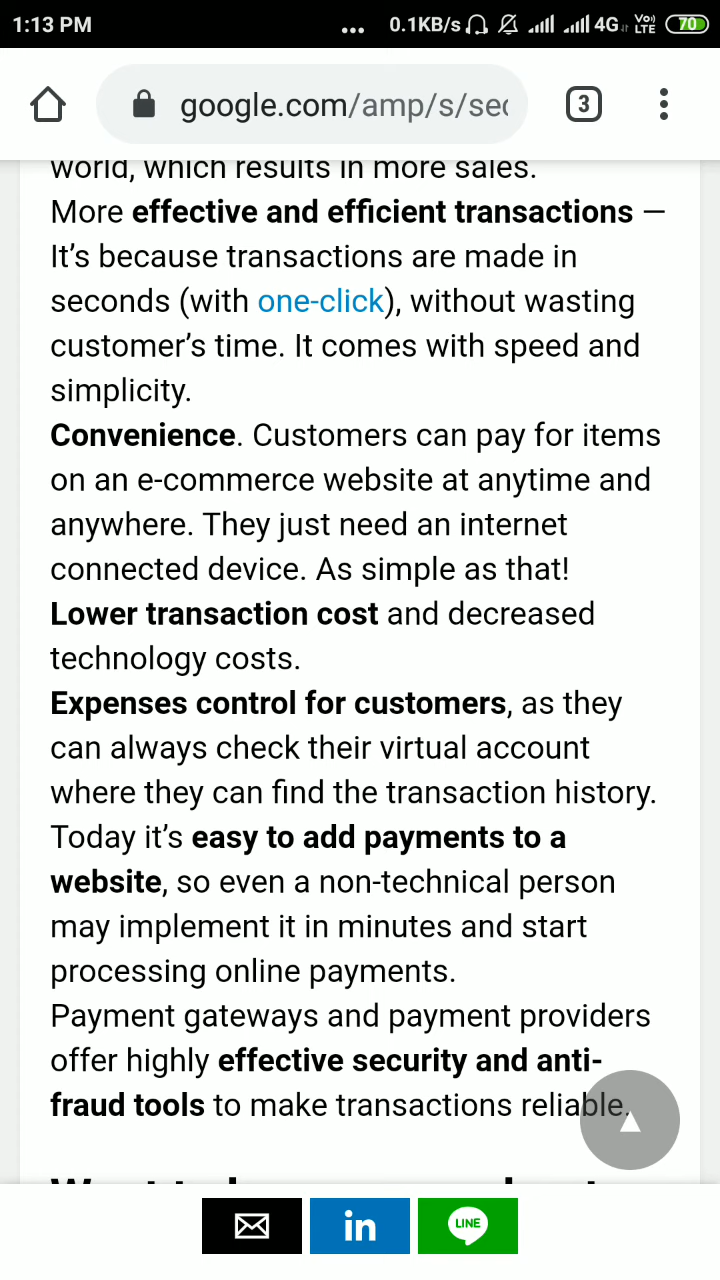 1:13 PM
... 0.1KB/s 4G Vo) LTE 70
google.com/amp/s/sec
3
world, which results in more sales.
More effective and efficient transactions —
It’s because transactions are made in
seconds (with one-click), without wasting
customer’s time. It comes with speed and
simplicity.
Convenience. Customers can pay for items
on an e-commerce website at anytime and
anywhere. They just need an internet
connected device. As simple as that!
Lower transaction cost and decreased
technology costs.
Expenses control for customers, as they
can always check their virtual account
where they can find the transaction history.
Today it’s easy to add payments to a
website, so even a non-technical person
may implement it in minutes and start
processing online payments.
Payment gateways and payment providers
offer highly effective security and anti-
fraud tools to make transactions reliable.
in
LINE